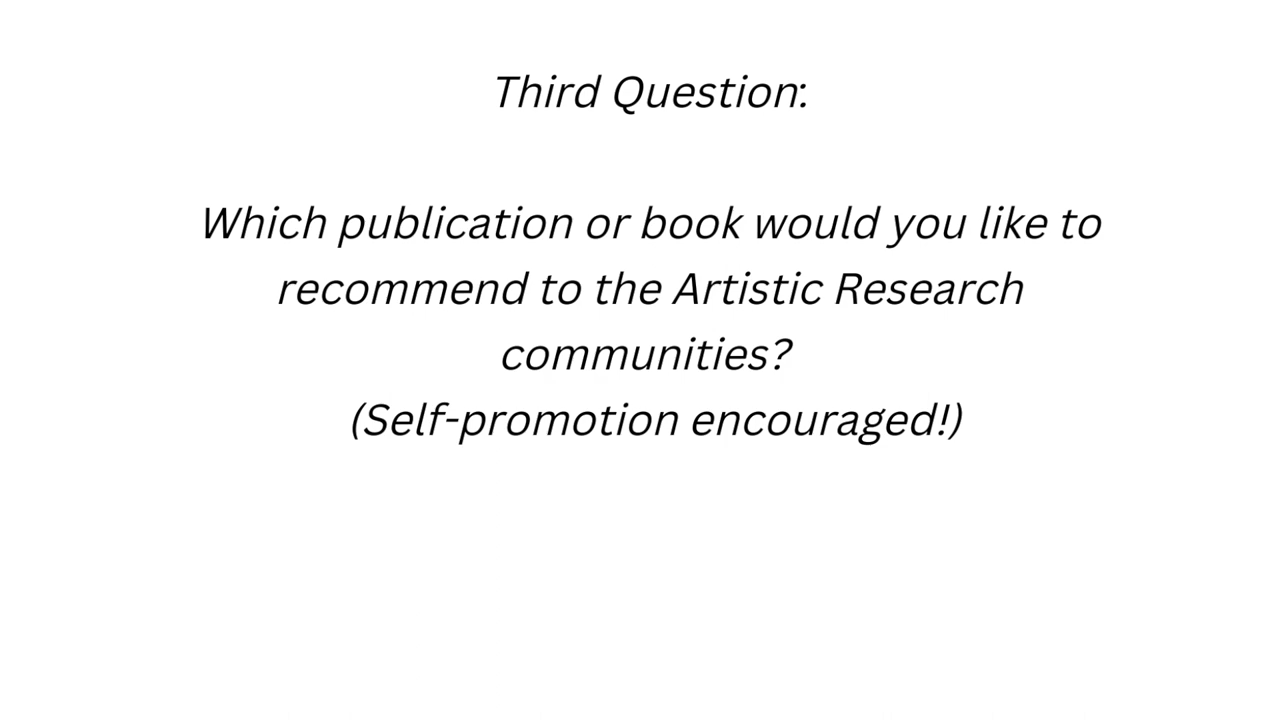 Third Question:
Which publication or book would you like to
recommend to the Artistic Research
communities?
(Self-promotion encouraged!)